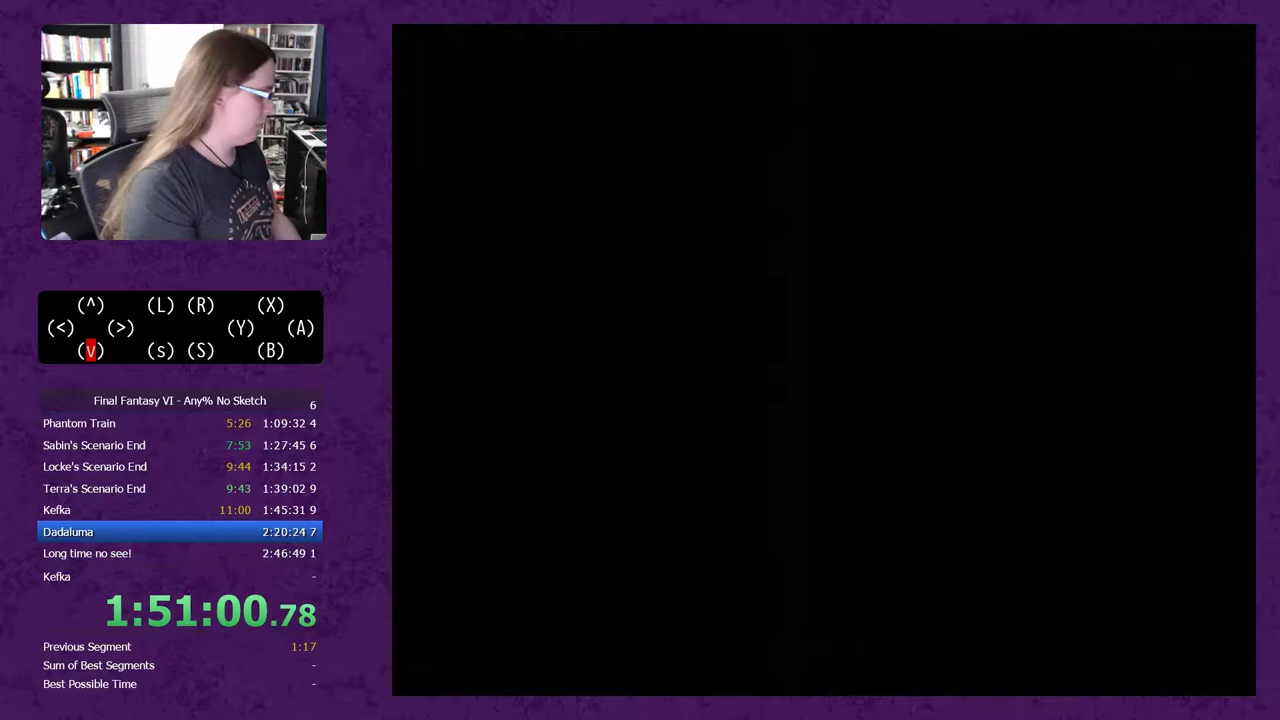 (^) (L) (R) (X)
(<) (>) (Y) (A)
(v) (s) (S) (B)
Final Fantasy VI - Any% No Sketch 6
Phantom Train 5:26 1:09:32 4
Sabin's Scenario End 7:53 1:27:45 6
Locke's Scenario End 9:44 1:34:15 2
Terra's Scenario End 9:43 1:39:02 9
Kefka 11:00 1:45:31 9
Dadaluma 2:20:24 7
Long time no see! 2:46:49 1
Kefka -
1:51:00.78
Previous Segment 1:17
Sum of Best Segments -
Best Possible Time -